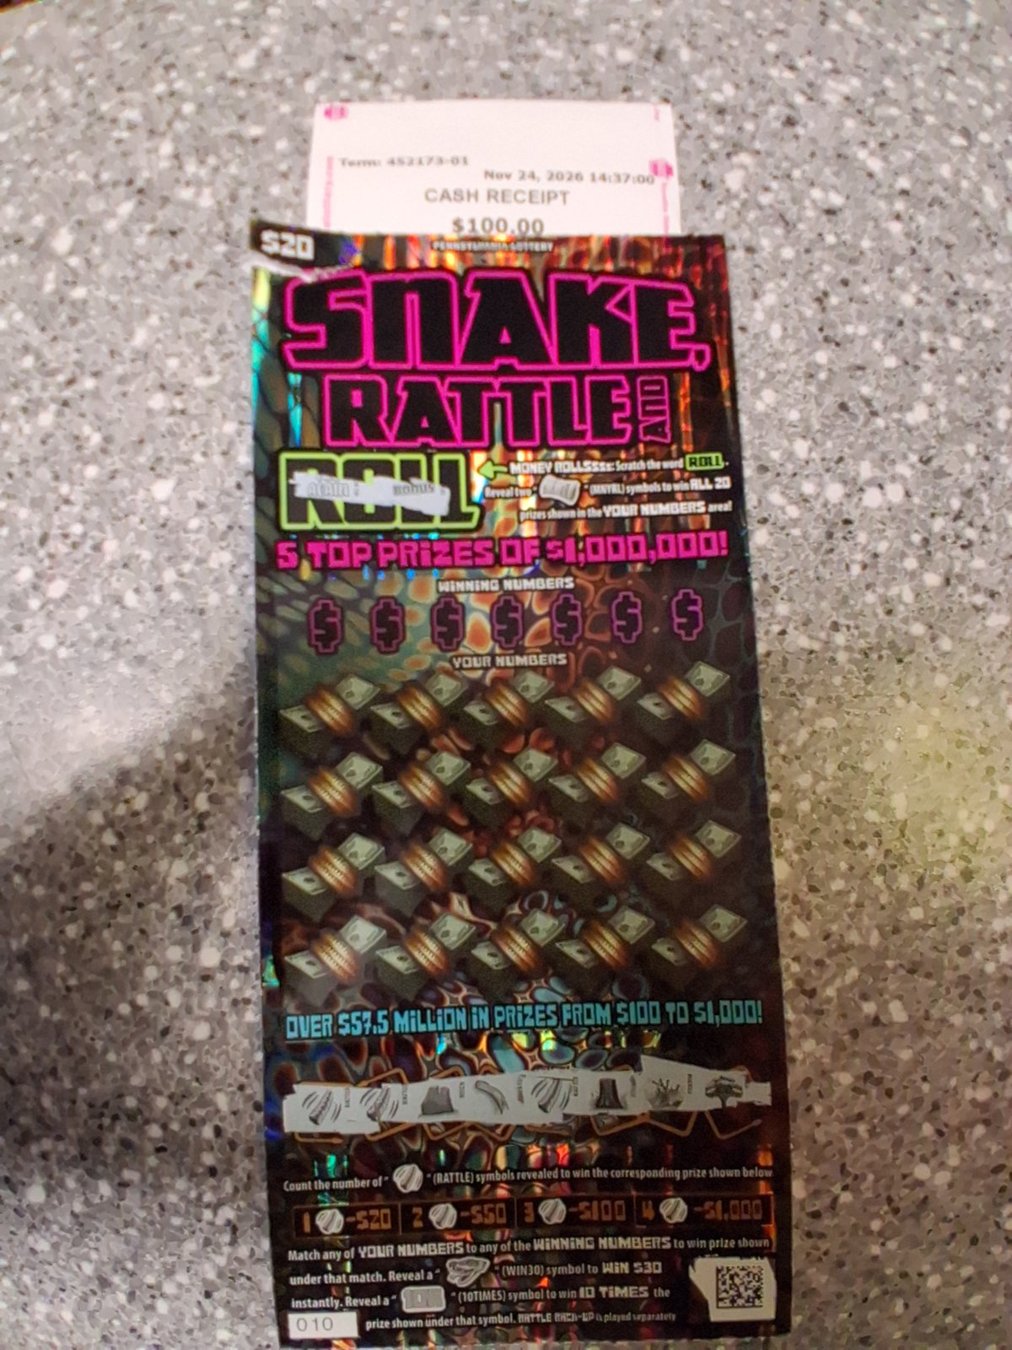 Term: 452173-01
Nov 24, 2026 14:37:00
CASH RECEIPT
$100.00
$20
PENNSYLVANIA LOTTERY
SNAKE,
RATTLE AND
ROLL
MONEY ROLLSSSS: Scratch the word ROLL.
Reveal two " " (MNYRL) symbols to win ALL 20
prizes shown in the YOUR NUMBERS area!
BONUS
5 TOP PRIZES OF $1,000,000!
WINNING NUMBERS
$ $ $ $ $ $ $
YOUR NUMBERS
OVER $57.5 MILLION IN PRIZES FROM $100 TO $1,000!
Count the number of " " (RATTLE) symbols revealed to win the corresponding prize shown below
1 -$20 2 -$50 3 -$100 4 -$1,000
Match any of YOUR NUMBERS to any of the WINNING NUMBERS to win prize shown
under that match. Reveal a " " (WIN30) symbol to WIN $30
instantly. Reveal a " " (10TIMES) symbol to win 10 TIMES the
prize shown under that symbol. RATTLE RACK-UP is played separately
010